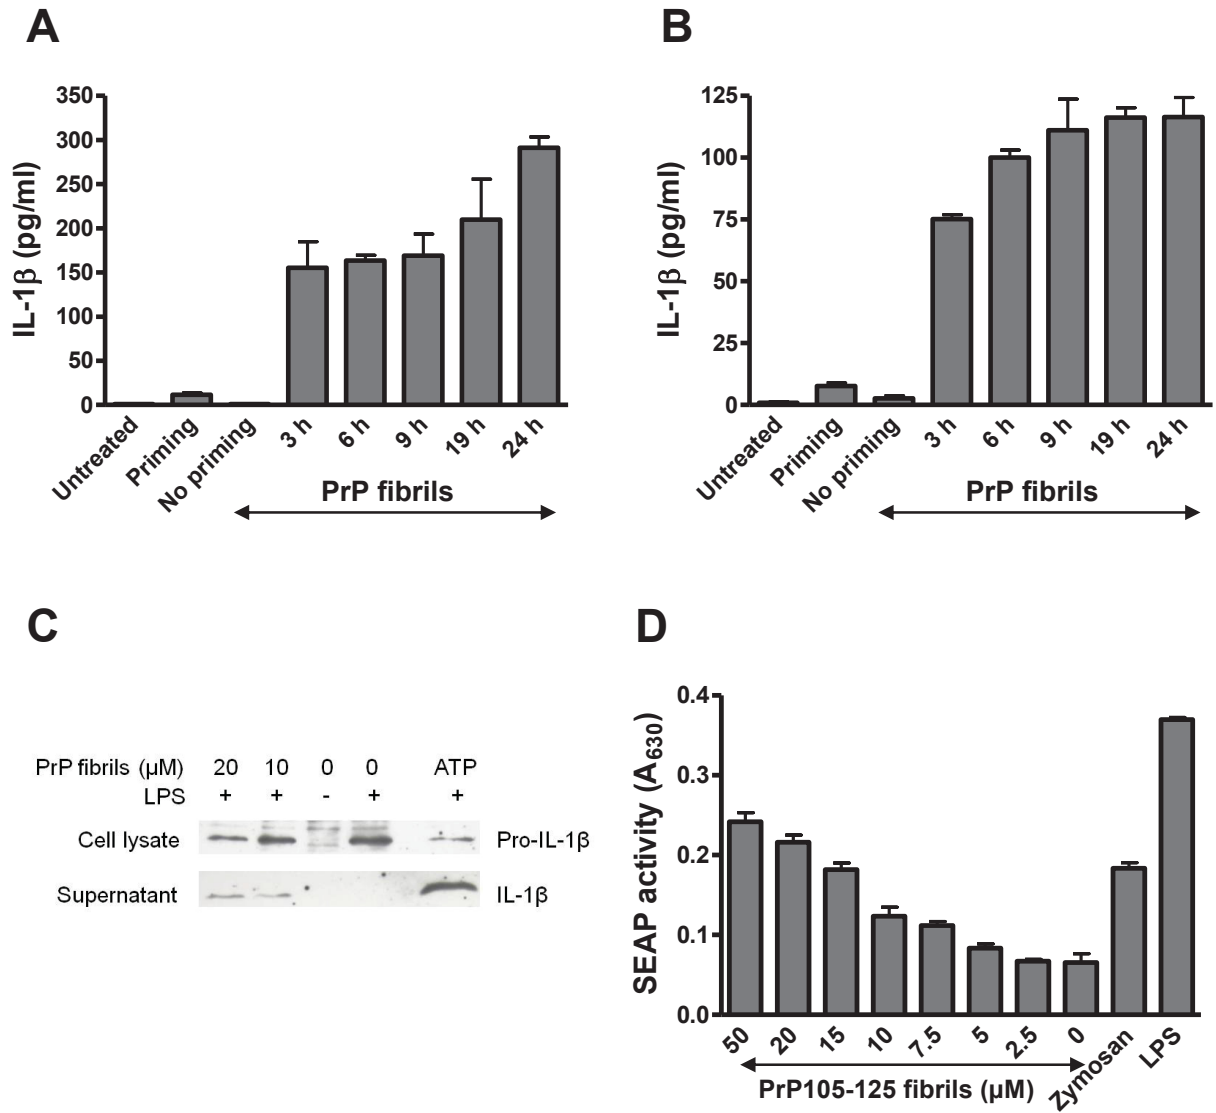 A
IL-1β (pg/ml)
350
300
250
200
150
100
50
0
Untreated
Priming
No priming
3 h
6 h
9 h
19 h
24 h
PrP fibrils
B
IL-1β (pg/ml)
125
100
75
50
25
0
Untreated
Priming
No priming
3 h
6 h
9 h
19 h
24 h
PrP fibrils
C
PrP fibrils (µM) 20 10 0 0 ATP
LPS + + - + +
Cell lysate Pro-IL-1β
Supernatant IL-1β
D
SEAP activity (A630)
0.4
0.3
0.2
0.1
0.0
50
20
15
10
7.5
5
2.5
0
Zymosan
LPS
PrP105-125 fibrils (µM)